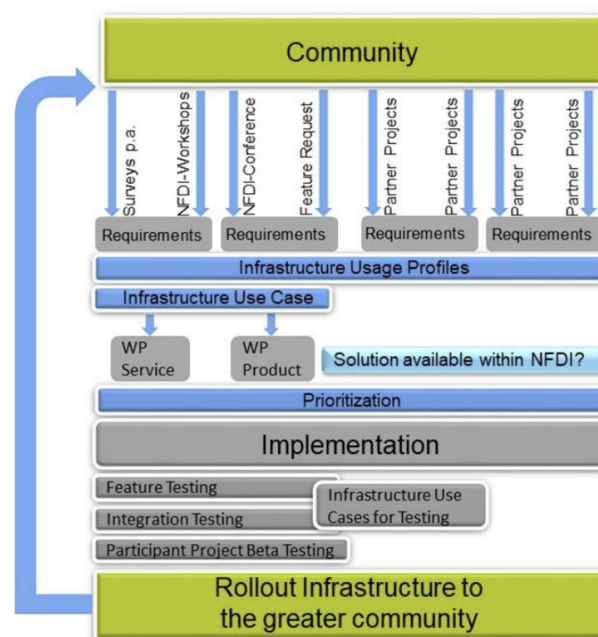 Community
Surveys p.a.
NFDI-Workshops
NFDI-Conference
Feature Request
Partner Projects
Partner Projects
Partner Projects
Partner Projects
Requirements
Requirements
Requirements
Requirements
Infrastructure Usage Profiles
Infrastructure Use Case
WP
Service
WP
Product
Solution available within NFDI?
Prioritization
Implementation
Feature Testing
Integration Testing
Participant Project Beta Testing
Infrastructure Use
Cases for Testing
Rollout Infrastructure to
the greater community